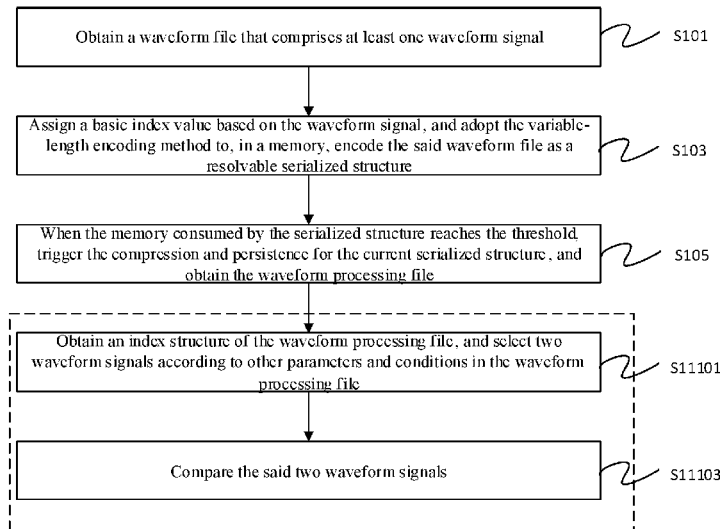 Obtain a waveform file that comprises at least one waveform signal
S101
Assign a basic index value based on the waveform signal, and adopt the variable-
length encoding method to, in a memory, encode the said waveform file as a
resolvable serialized structure
S103
When the memory consumed by the serialized structure reaches the threshold,
trigger the compression and persistence for the current serialized structure, and
obtain the waveform processing file
S105
Obtain an index structure of the waveform processing file, and select two
waveform signals according to other parameters and conditions in the waveform
processing file
S11101
Compare the said two waveform signals
S11103